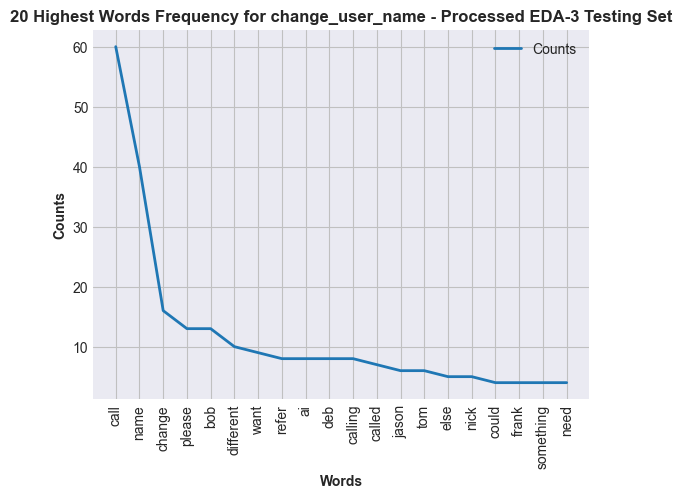 20 Highest Words Frequency for change_user_name - Processed EDA-3 Testing Set
Counts
60
50
40
30
20
10
Counts
call
name
change
please
bob
different
want
refer
ai
deb
calling
called
jason
tom
else
nick
could
frank
something
need
Words